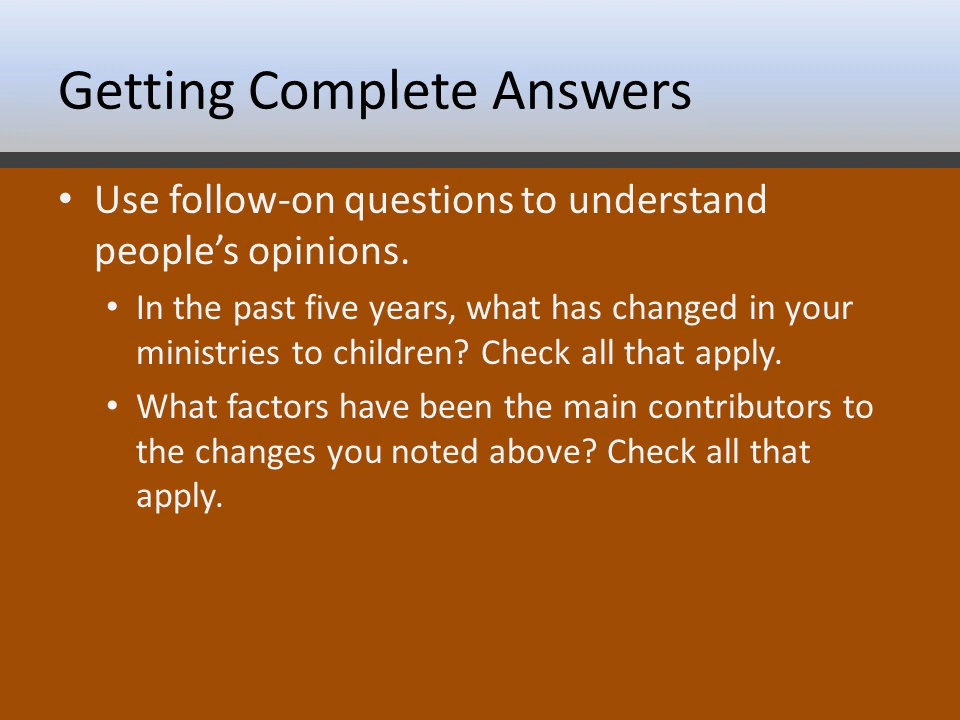 Getting Complete Answers
• Use follow-on questions to understand
people’s opinions.
• In the past five years, what has changed in your
ministries to children? Check all that apply.
• What factors have been the main contributors to
the changes you noted above? Check all that
apply.